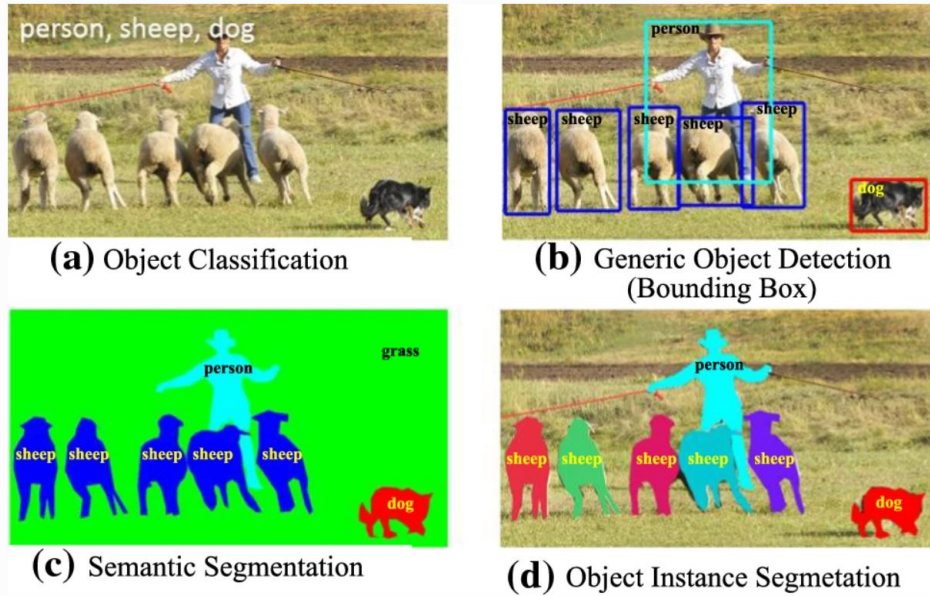 person, sheep, dog
(a) Object Classification
person
sheep
sheep
sheep
sheep
sheep
dog
(b) Generic Object Detection
(Bounding Box)
grass
person
sheep
sheep
sheep
sheep
sheep
dog
(c) Semantic Segmentation
person
sheep
sheep
sheep
sheep
sheep
dog
(d) Object Instance Segmetation